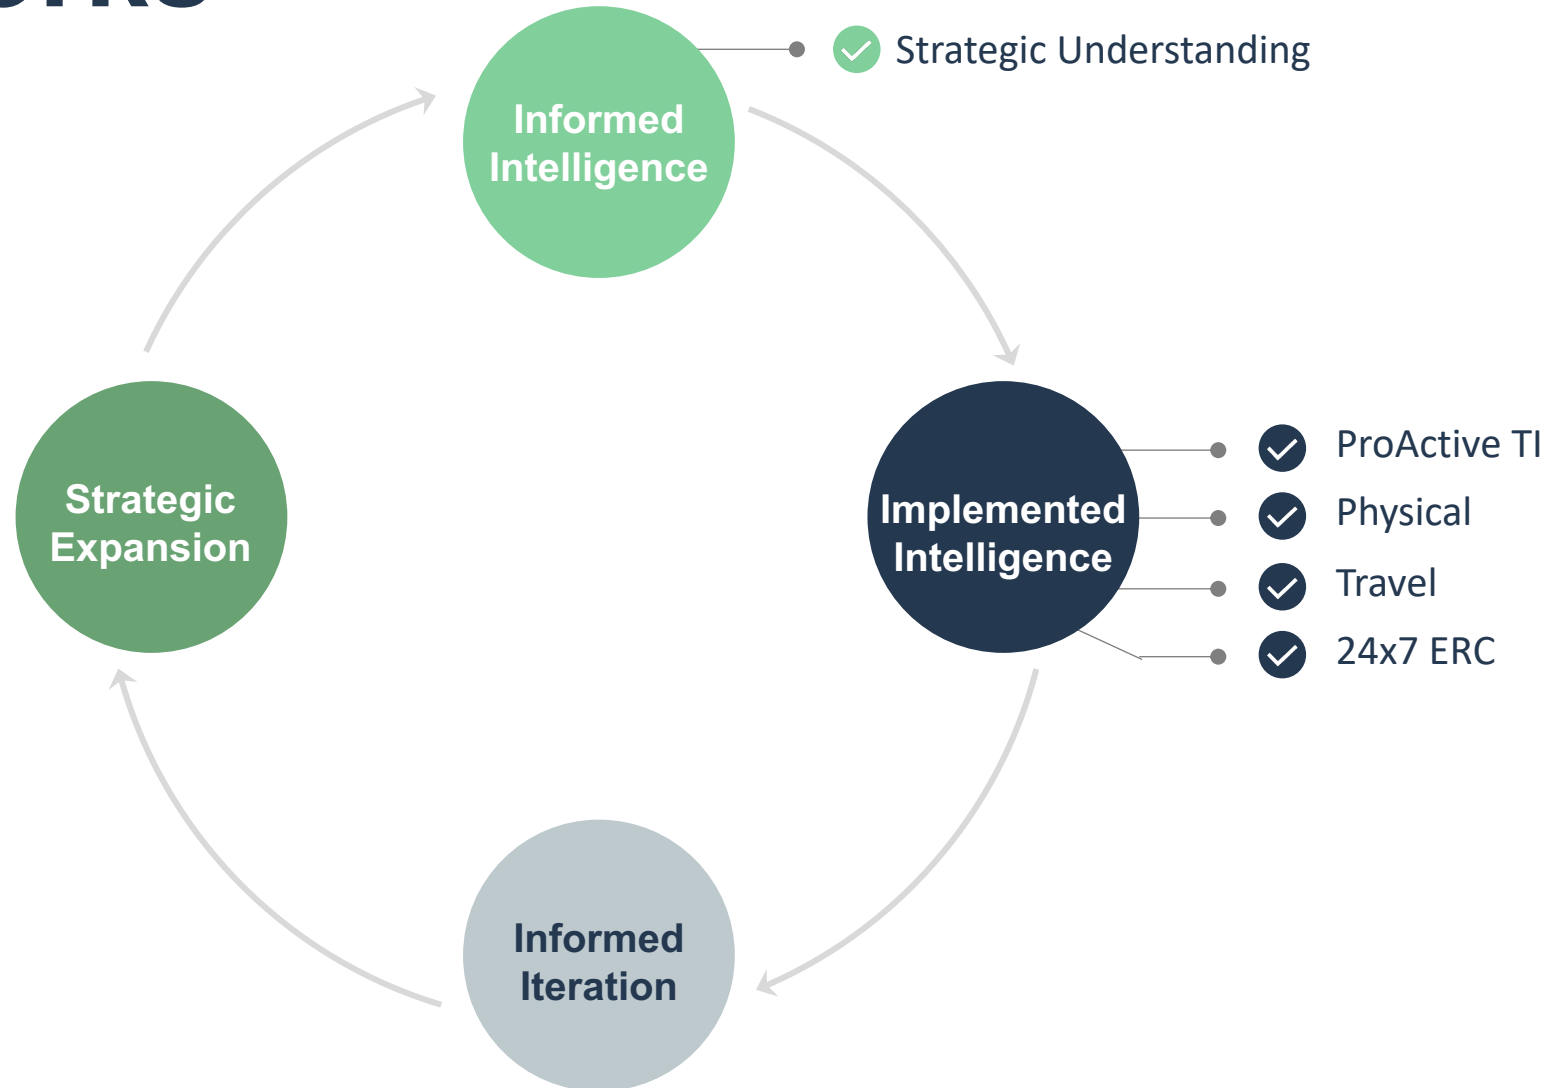 Strategic Understanding
Informed
Intelligence
ProActive TI
Physical
Travel
24x7 ERC
Implemented
Intelligence
Strategic
Expansion
Informed
Iteration